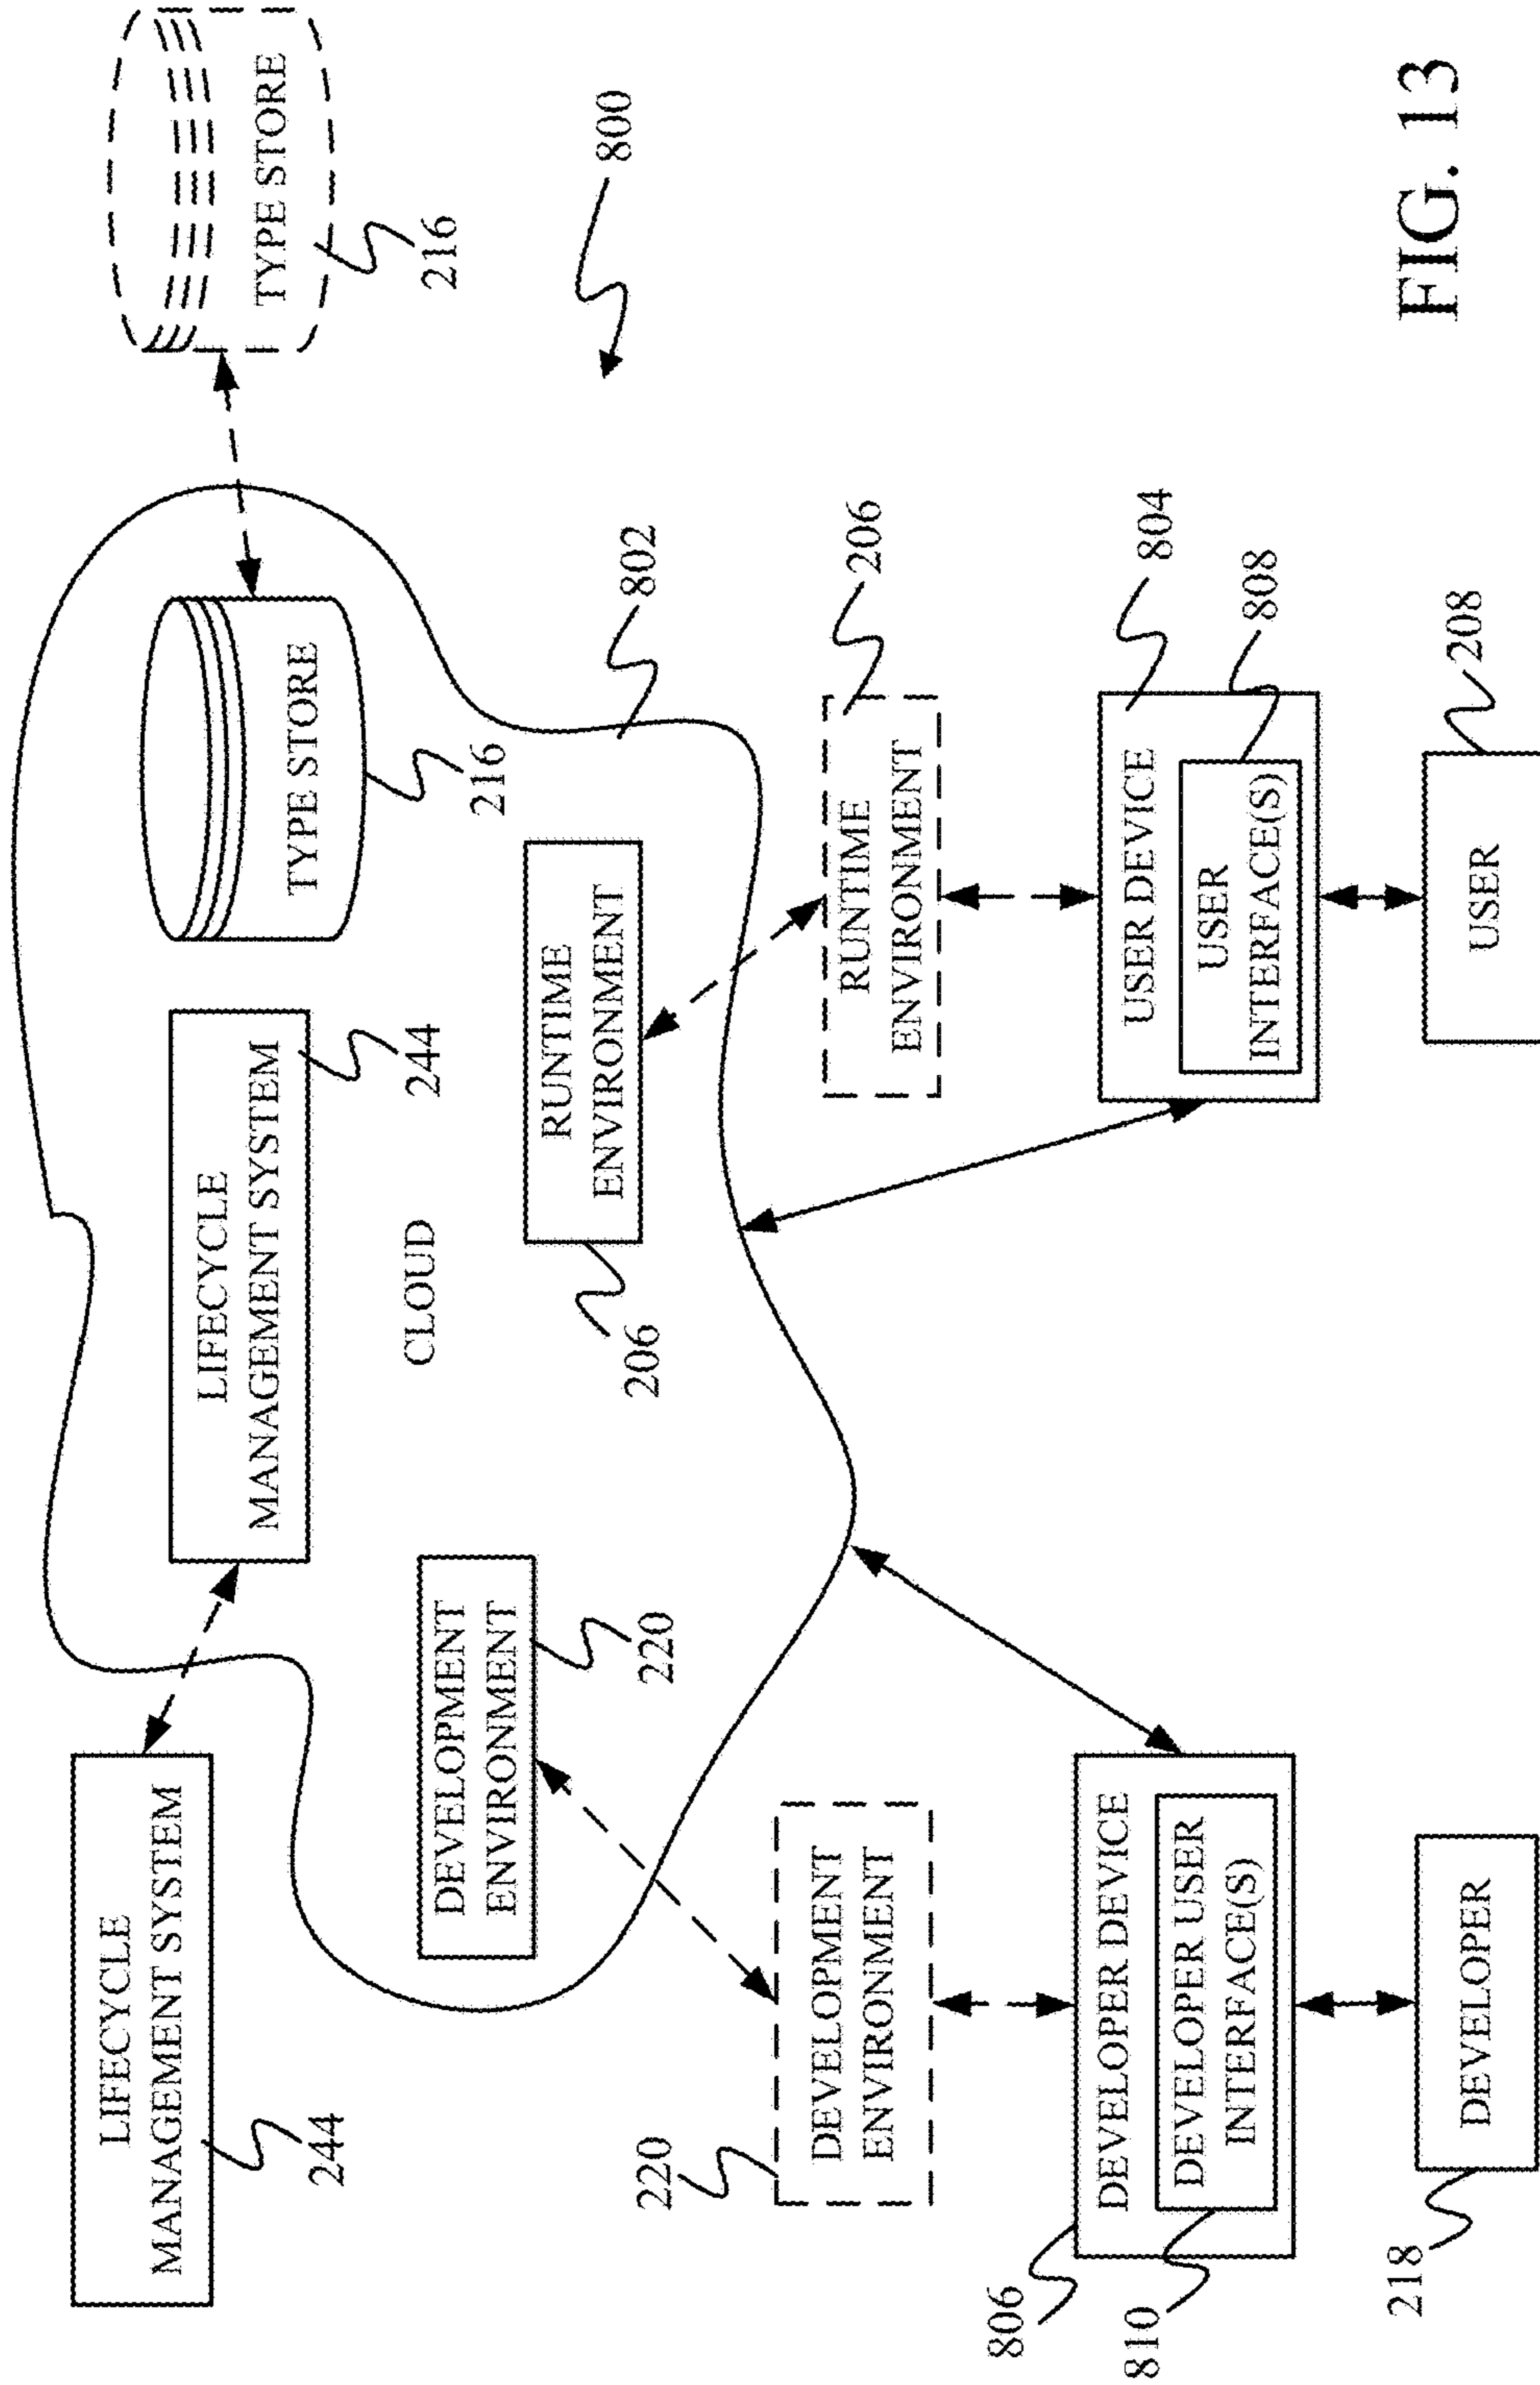 LIFECYCLE
MANAGEMENT SYSTEM
244
LIFECYCLE
MANAGEMENT SYSTEM
244
TYPE STORE
216
TYPE STORE
216
800
CLOUD
802
DEVELOPMENT
ENVIRONMENT
220
RUNTIME
ENVIRONMENT
206
220
DEVELOPMENT
ENVIRONMENT
RUNTIME
ENVIRONMENT
206
806
DEVELOPER DEVICE
810
DEVELOPER USER
INTERFACE(S)
USER DEVICE
804
USER
INTERFACE(S)
808
218
DEVELOPER
USER
208
FIG. 13